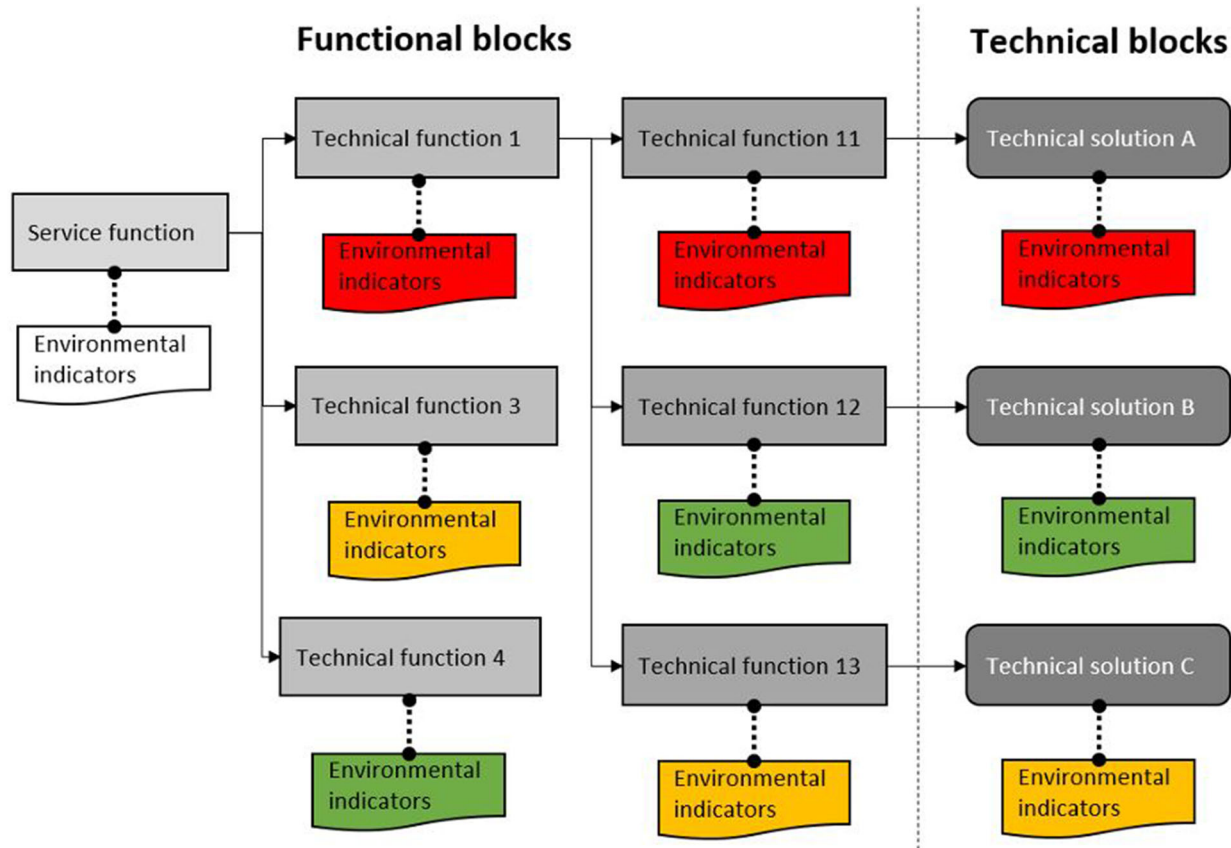 Functional blocks
Technical blocks
Technical function 1
Technical function 11
Technical solution A
Service function
Environmental
indicators
Environmental
indicators
Environmental
indicators
Environmental
indicators
Technical function 3
Technical function 12
Technical solution B
Environmental
indicators
Environmental
indicators
Environmental
indicators
Technical function 4
Technical function 13
Technical solution C
Environmental
indicators
Environmental
indicators
Environmental
indicators